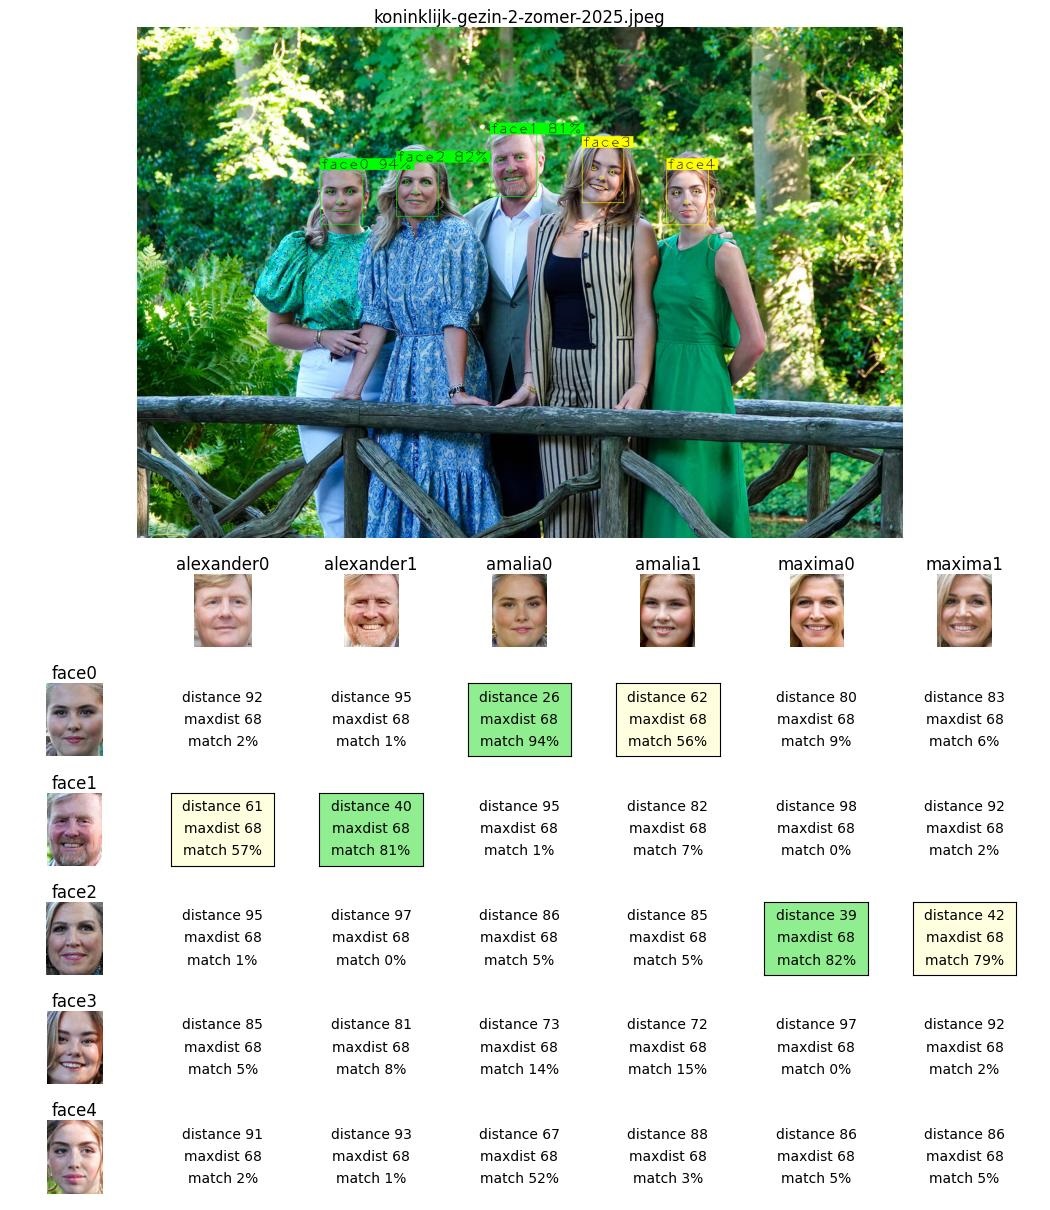 koninklijk-gezin-2-zomer-2025.jpeg
face0 94%
face2 82%
face1 81%
face3
face4
alexander0 alexander1 amalia0 amalia1 maxima0 maxima1
face0
distance 92 distance 95 distance 26 distance 62 distance 80 distance 83
maxdist 68 maxdist 68 maxdist 68 maxdist 68 maxdist 68 maxdist 68
match 2% match 1% match 94% match 56% match 9% match 6%
face1
distance 61 distance 40 distance 95 distance 82 distance 98 distance 92
maxdist 68 maxdist 68 maxdist 68 maxdist 68 maxdist 68 maxdist 68
match 57% match 81% match 1% match 7% match 0% match 2%
face2
distance 95 distance 97 distance 86 distance 85 distance 39 distance 42
maxdist 68 maxdist 68 maxdist 68 maxdist 68 maxdist 68 maxdist 68
match 1% match 0% match 5% match 5% match 82% match 79%
face3
distance 85 distance 81 distance 73 distance 72 distance 97 distance 92
maxdist 68 maxdist 68 maxdist 68 maxdist 68 maxdist 68 maxdist 68
match 5% match 8% match 14% match 15% match 0% match 2%
face4
distance 91 distance 93 distance 67 distance 88 distance 86 distance 86
maxdist 68 maxdist 68 maxdist 68 maxdist 68 maxdist 68 maxdist 68
match 2% match 1% match 52% match 3% match 5% match 5%